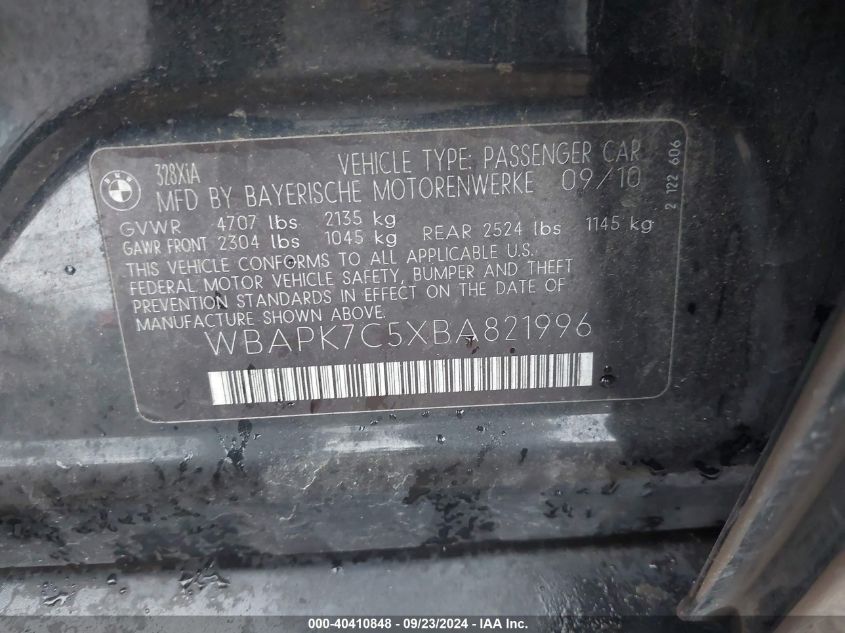 BMW
328XiA
VEHICLE TYPE: PASSENGER CAR
MFD BY BAYERISCHE MOTORENWERKE 09/10
GVWR 4707 lbs 2135 kg
GAWR FRONT 2304 lbs 1045 kg REAR 2524 lbs 1145 kg
THIS VEHICLE CONFORMS TO ALL APPLICABLE U.S.
FEDERAL MOTOR VEHICLE SAFETY, BUMPER AND THEFT
PREVENTION STANDARDS IN EFFECT ON THE DATE OF
MANUFACTURE SHOWN ABOVE.
WBAPK7C5XBA821996
2 122 606
000-40410848 - 09/23/2024 - IAA Inc.